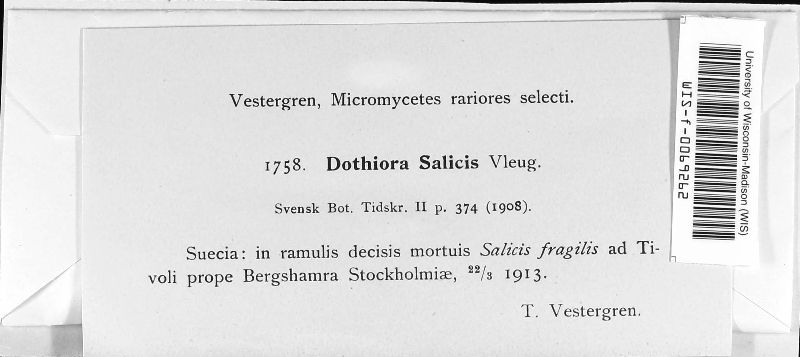 Vestergren, Micromycetes rariores selecti.
1758. Dothiora Salicis Vleug.
Svensk Bot. Tidskr. II p. 374 (1908).
Suecia: in ramulis decisis mortuis Salicis fragilis ad Ti-
voli prope Bergshamra Stockholmiæ, 22/3 1913.
T. Vestergren.
University of Wisconsin-Madison (WIS)
WIS-f-0099292